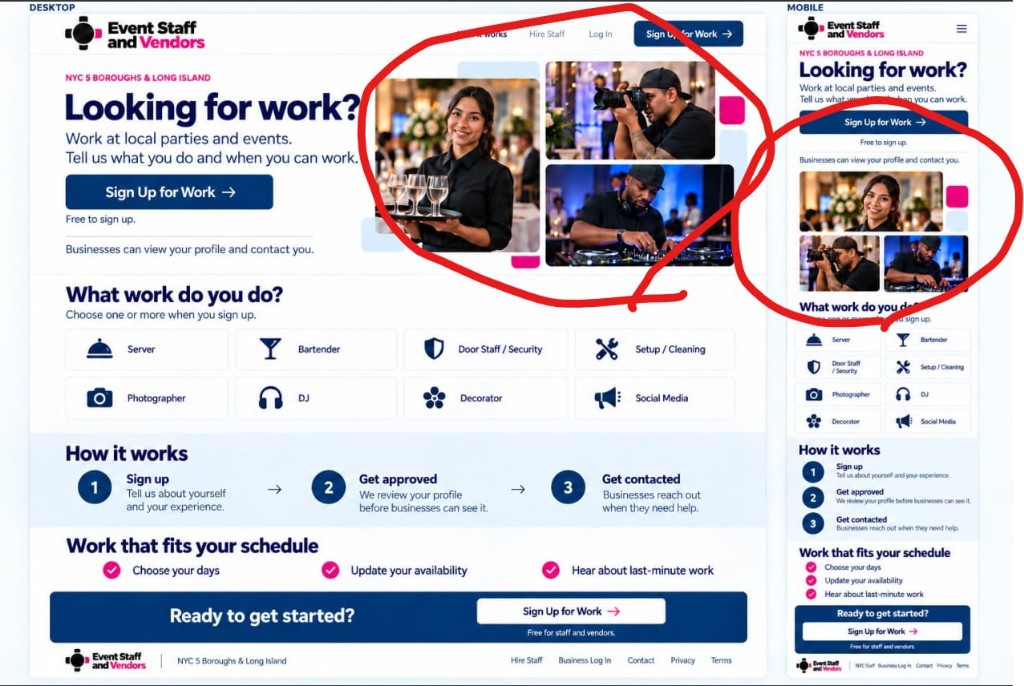 DESKTOP
Event Staff
and Vendors
works
Hire Staff
Log In
Sign Up for Work →
NYC 5 BOROUGHS & LONG ISLAND
Looking for work?
Work at local parties and events.
Tell us what you do and when you can work.
Sign Up for Work →
Free to sign up.
Businesses can view your profile and contact you.
What work do you do?
Choose one or more when you sign up.
Server
Bartender
Door Staff / Security
Setup / Cleaning
Photographer
DJ
Decorator
Social Media
How it works
1
Sign up
Tell us about yourself
and your experience.
→
2
Get approved
We review your profile
before businesses can see it.
→
3
Get contacted
Businesses reach out
when they need help.
Work that fits your schedule
Choose your days
Update your availability
Hear about last-minute work
Ready to get started?
Sign Up for Work →
Free for staff and vendors.
Event Staff
and Vendors
NYC 5 Boroughs & Long Island
Hire Staff
Business Log In
Contact
Privacy
Terms
MOBILE
Event Staff
and Vendors
NYC 5 BOROUGHS & LONG ISLAND
Looking for work?
Work at local parties and events.
Tell us what you when you can work.
Sign Up for Work →
Free to sign up.
Businesses can view your profile and contact you.
What work do you do?
one or more when you sign up.
Server
Bartender
Door Staff
/ Security
Setup / Cleaning
Photographer
DJ
Decorator
Social Media
How it works
1
Sign up
Tell us about yourself and your experience.
2
Get approved
We review your profile before businesses can see it.
3
Get contacted
Businesses reach out when they need help.
Work that fits your schedule
Choose your days
Update your availability
Hear about last-minute work
Ready to get started?
Sign Up for Work →
Free for staff and vendors.
Event Staff
and Vendors
NYC Staff
Business Log In
Contact
Privacy
Terms